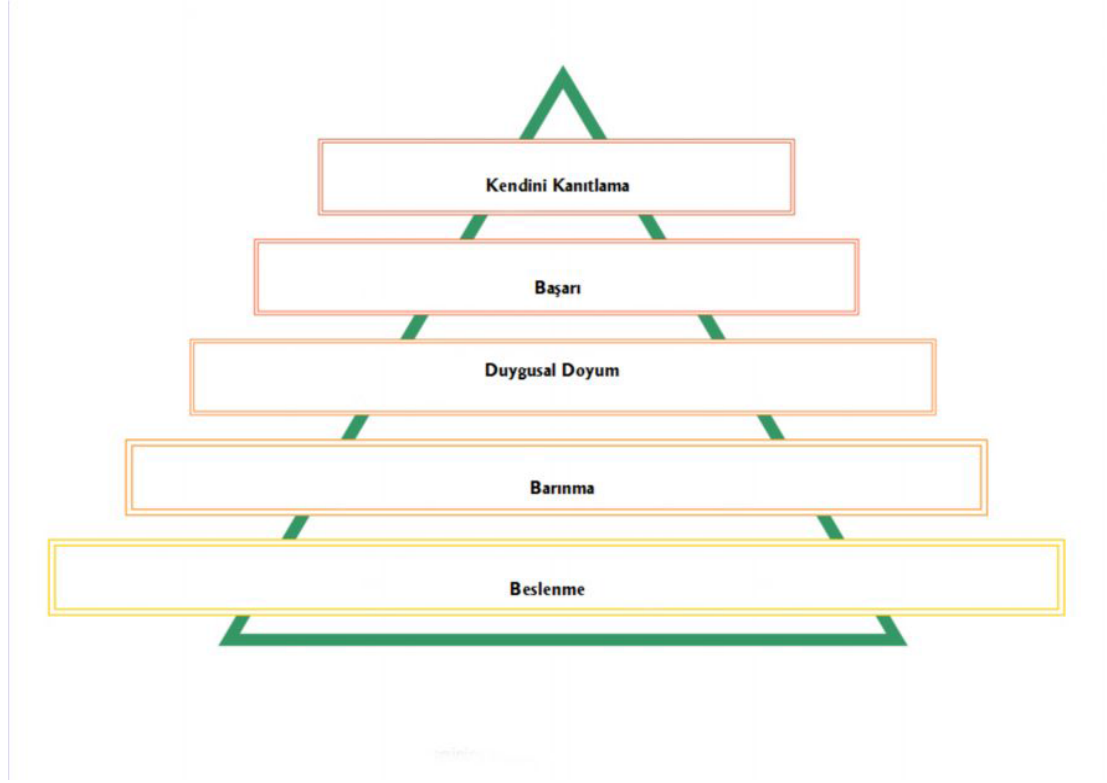 Kendini Kanıtlama
Başarı
Duygusal Doyum
Barınma
Beslenme